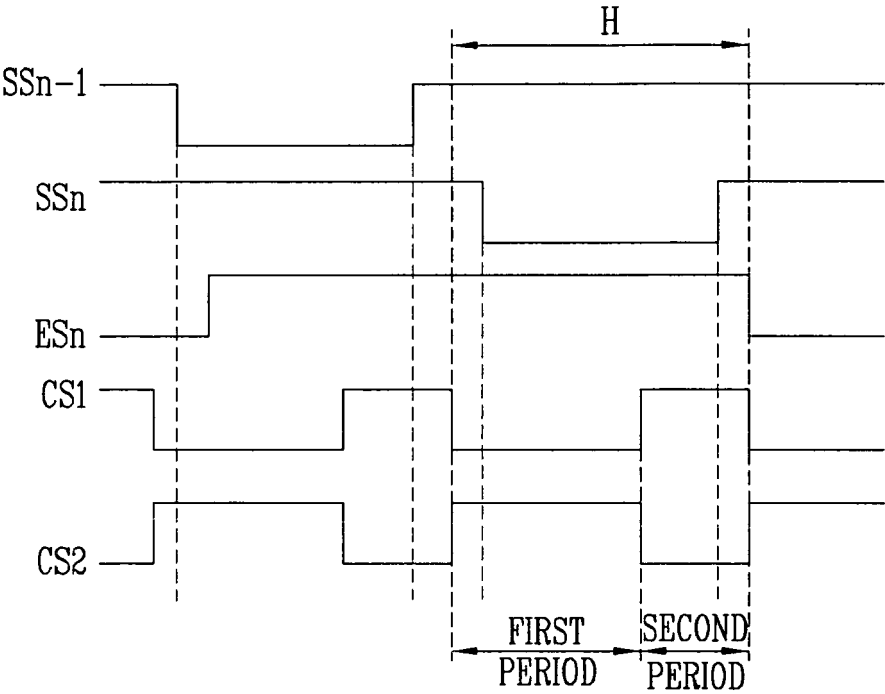 H
SSn-1
SSn
ESn
CS1
CS2
FIRST
PERIOD
SECOND
PERIOD